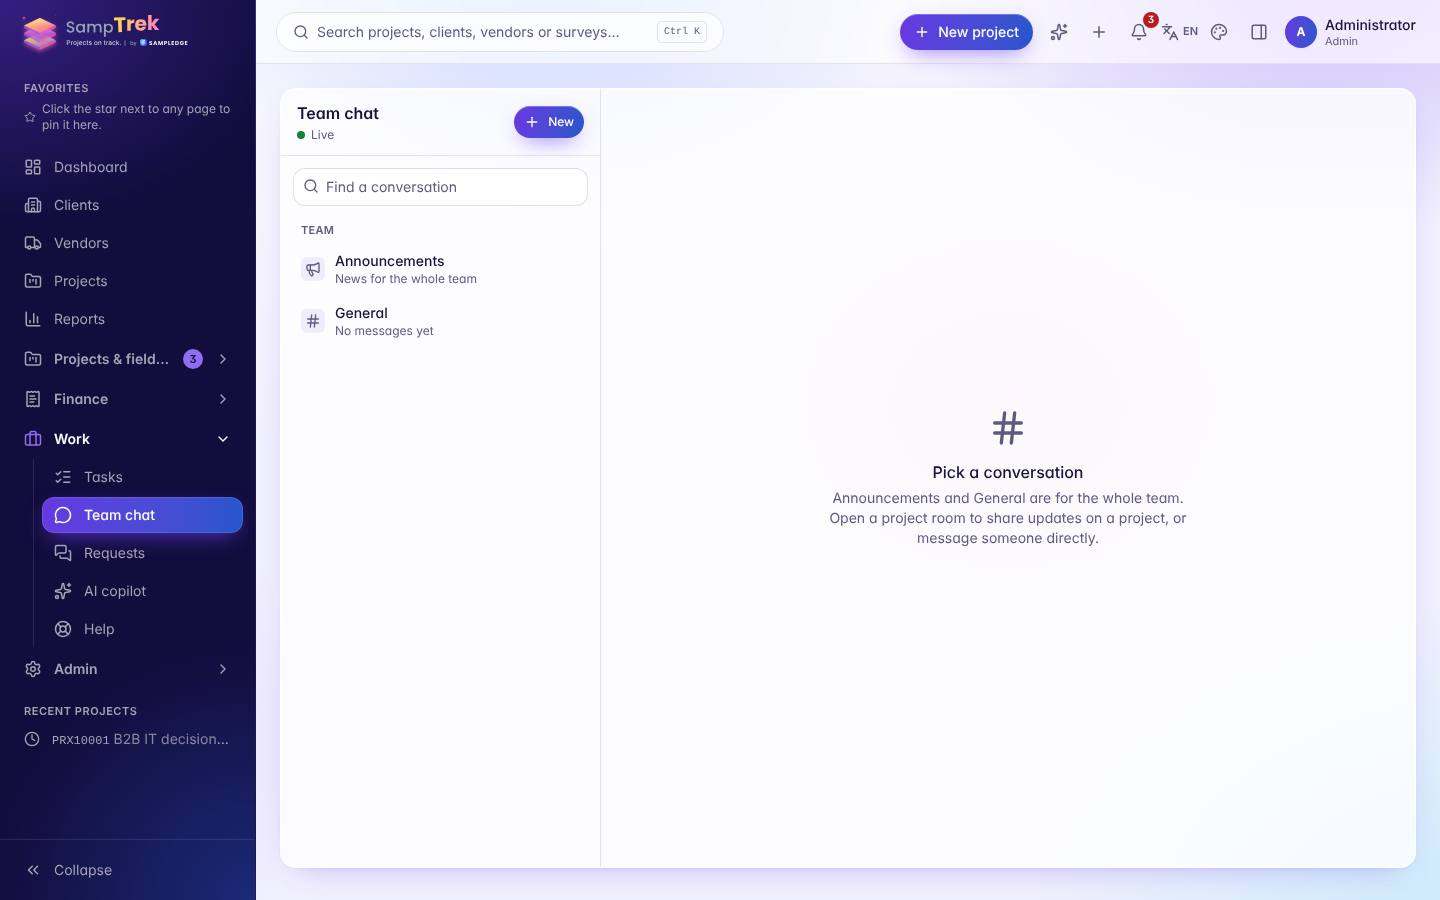 SampTrek
Projects on track. | by SAMPLEDGE
Search projects, clients, vendors or surveys...
Ctrl K
New project
3
EN
A
Administrator
Admin
FAVORITES
Click the star next to any page to
pin it here.
Dashboard
Clients
Vendors
Projects
Reports
Projects & field...
3
Finance
Work
Tasks
Team chat
Requests
AI copilot
Help
Admin
RECENT PROJECTS
PRX10001 B2B IT decision...
Collapse
Team chat
Live
New
Find a conversation
TEAM
Announcements
News for the whole team
General
No messages yet
Pick a conversation
Announcements and General are for the whole team.
Open a project room to share updates on a project, or
message someone directly.